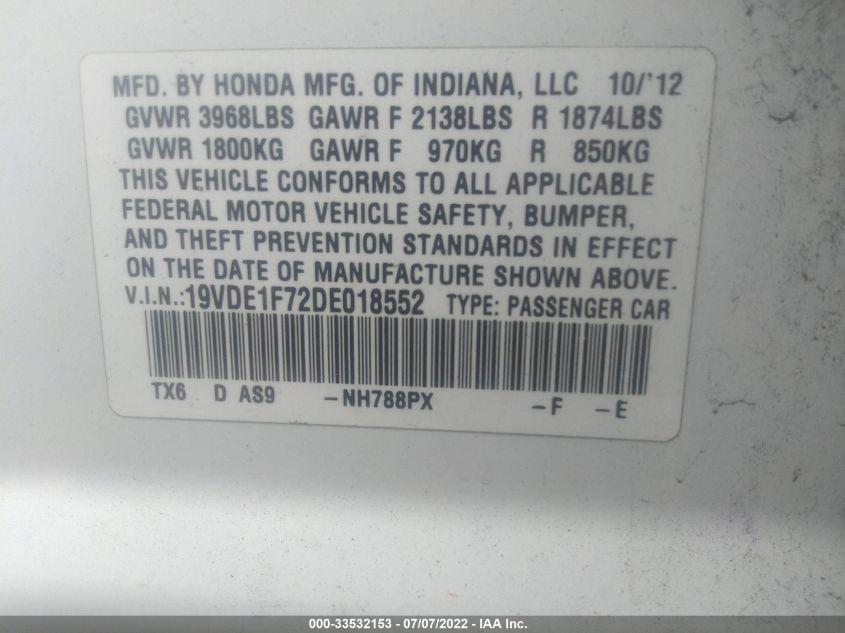 MFD. BY HONDA MFG. OF INDIANA, LLC 10/'12
GVWR 3968LBS GAWR F 2138LBS R 1874LBS
GVWR 1800KG GAWR F 970KG R 850KG
THIS VEHICLE CONFORMS TO ALL APPLICABLE
FEDERAL MOTOR VEHICLE SAFETY, BUMPER,
AND THEFT PREVENTION STANDARDS IN EFFECT
ON THE DATE OF MANUFACTURE SHOWN ABOVE.
V.I.N.:19VDE1F72DE018552 TYPE: PASSENGER CAR
TX6 D AS9 -NH788PX -F -E
000-33532153 - 07/07/2022 - IAA Inc.